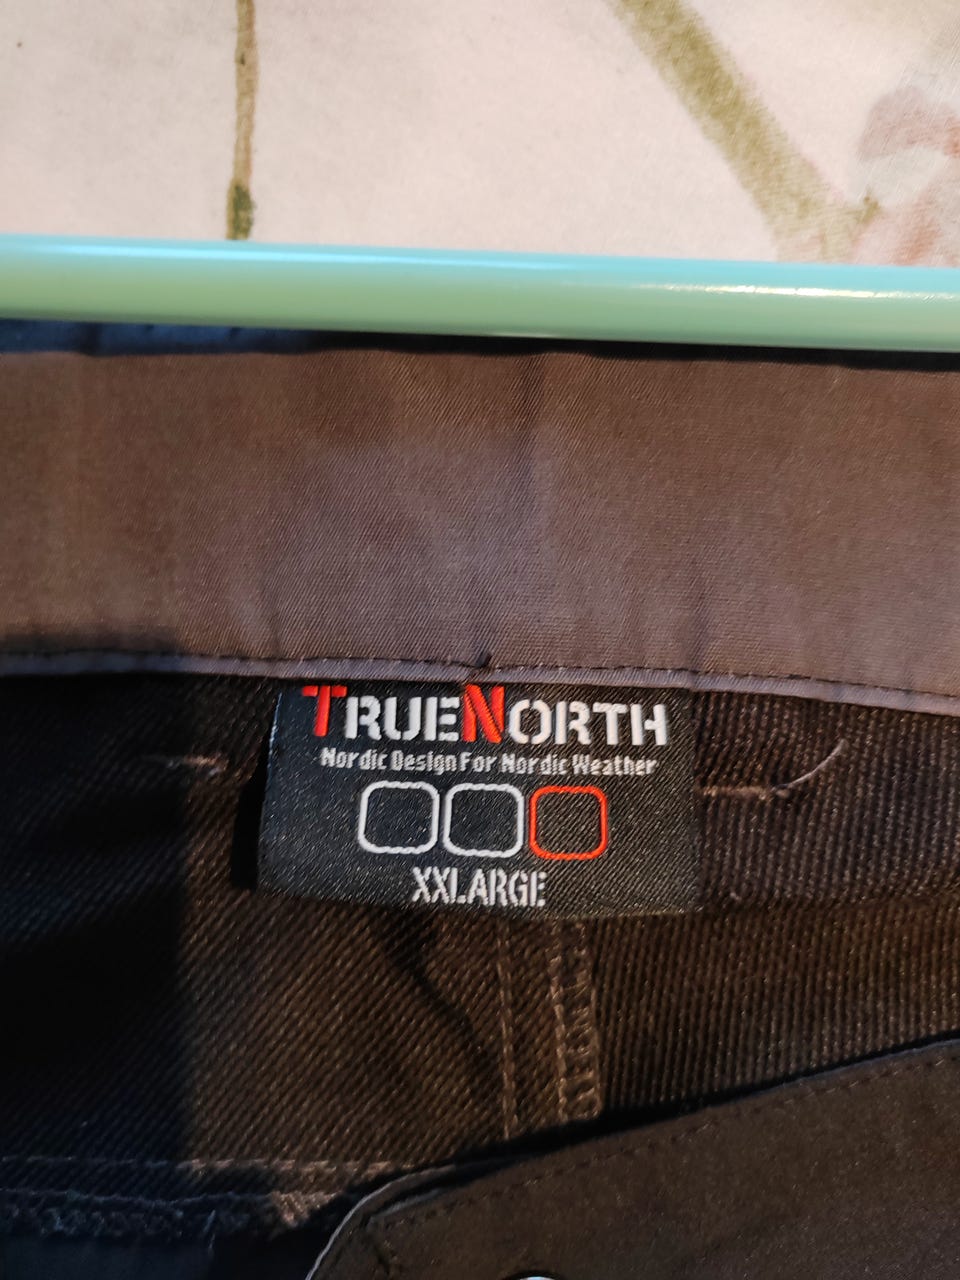 TRUENORTH
Nordic Design For Nordic Weather
XXLARGE